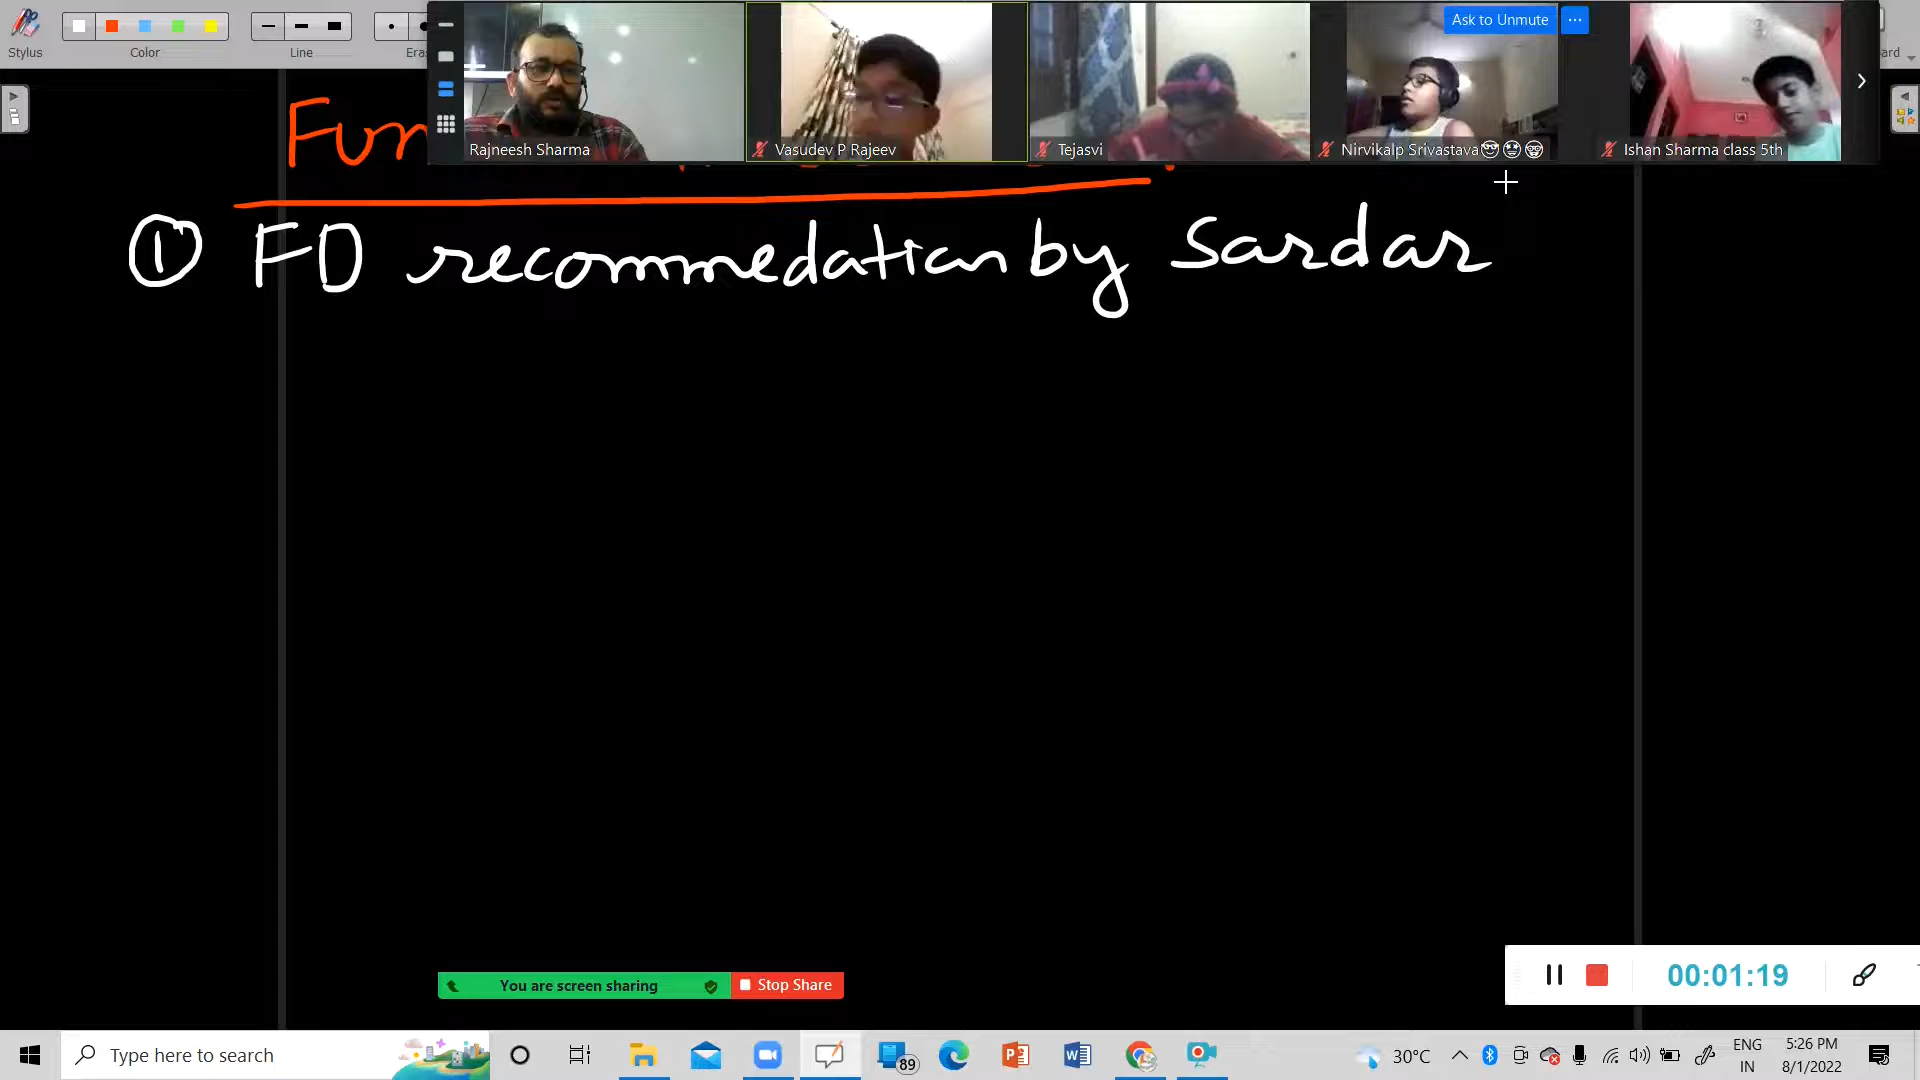 Stylus
Color
Line
Rajneesh Sharma
Vasudev P Rajeev
Tejasvi
Ask to Unmute
Nirvikalp Srivastava
Ishan Sharma class 5th
① FD recommedation by Sardar
You are screen sharing
Stop Share
00:01:19
Type here to search
89
30°C
ENG
IN
5:26 PM
8/1/2022